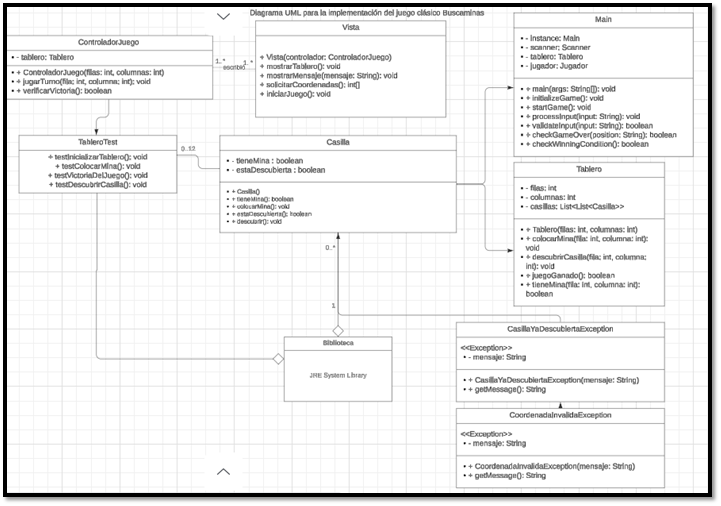 Diagrama UML para la implementación del juego clásico Buscaminas
ControladorJuego
- tablero: Tablero
+ ControladorJuego(filas: int, columnas: int)
+ jugarTurno(fila: int, columna; int): void
+ verificarVictoria(): boolean
1..*
escribió
1..*
Vista
+ Vista(controlador: ControladorJuego)
+ mostrarTablero(): void
+ mostrarMensaje(mensaje: String): void
+ solicitarCoordenadas(): int[]
+ iniciarJuego(): void
Main
- instance: Main
- scanner: Scanner
- tablero: Tablero
- jugador: Jugador
+ main(args: String[]): void
+ initializeGame(): void
+ startGame(): void
+ processInput(input: String): void
+ validateInput(input: String): boolean
+ checkGameOver(position: String): boolean
+ checkWinningCondition(): boolean
TableroTest
+ testInicializarTablero(): void
+ testColocarMina(): void
+ testVictoriaDelJuego(): void
+ testDescubrirCasilla(): void
0..12
Casilla
- tieneMina : boolean
- estaDescubierta : boolean
+ Casilla()
+ tieneMina(): boolean
+ colocarMina(): void
+ estaDescubierta(): boolean
+ descubrir(): void
Tablero
- filas: int
- columnas: int
- casillas: List<List<Casilla>>
+ Tablero(filas: int, columnas: int)
+ colocarMina(fila: int, columna: int):
void
+ descubrirCasilla(fila: int, columna;
int): void
+ juegoGanado(): boolean
+ tieneMina(fila: int, columna: int):
boolean
0..*
1
Biblioteca
JRE System Library
CasillaYaDescubiertaException
<<Exception>>
- mensaje: String
+ CasillaYaDescubiertaException(mensaje: String)
+ getMessage(): String
CoordenadaInvalidaException
<<Exception>>
- mensaje: String
+ CoordenadaInvalidaException(mensaje: String)
+ getMessage(): String